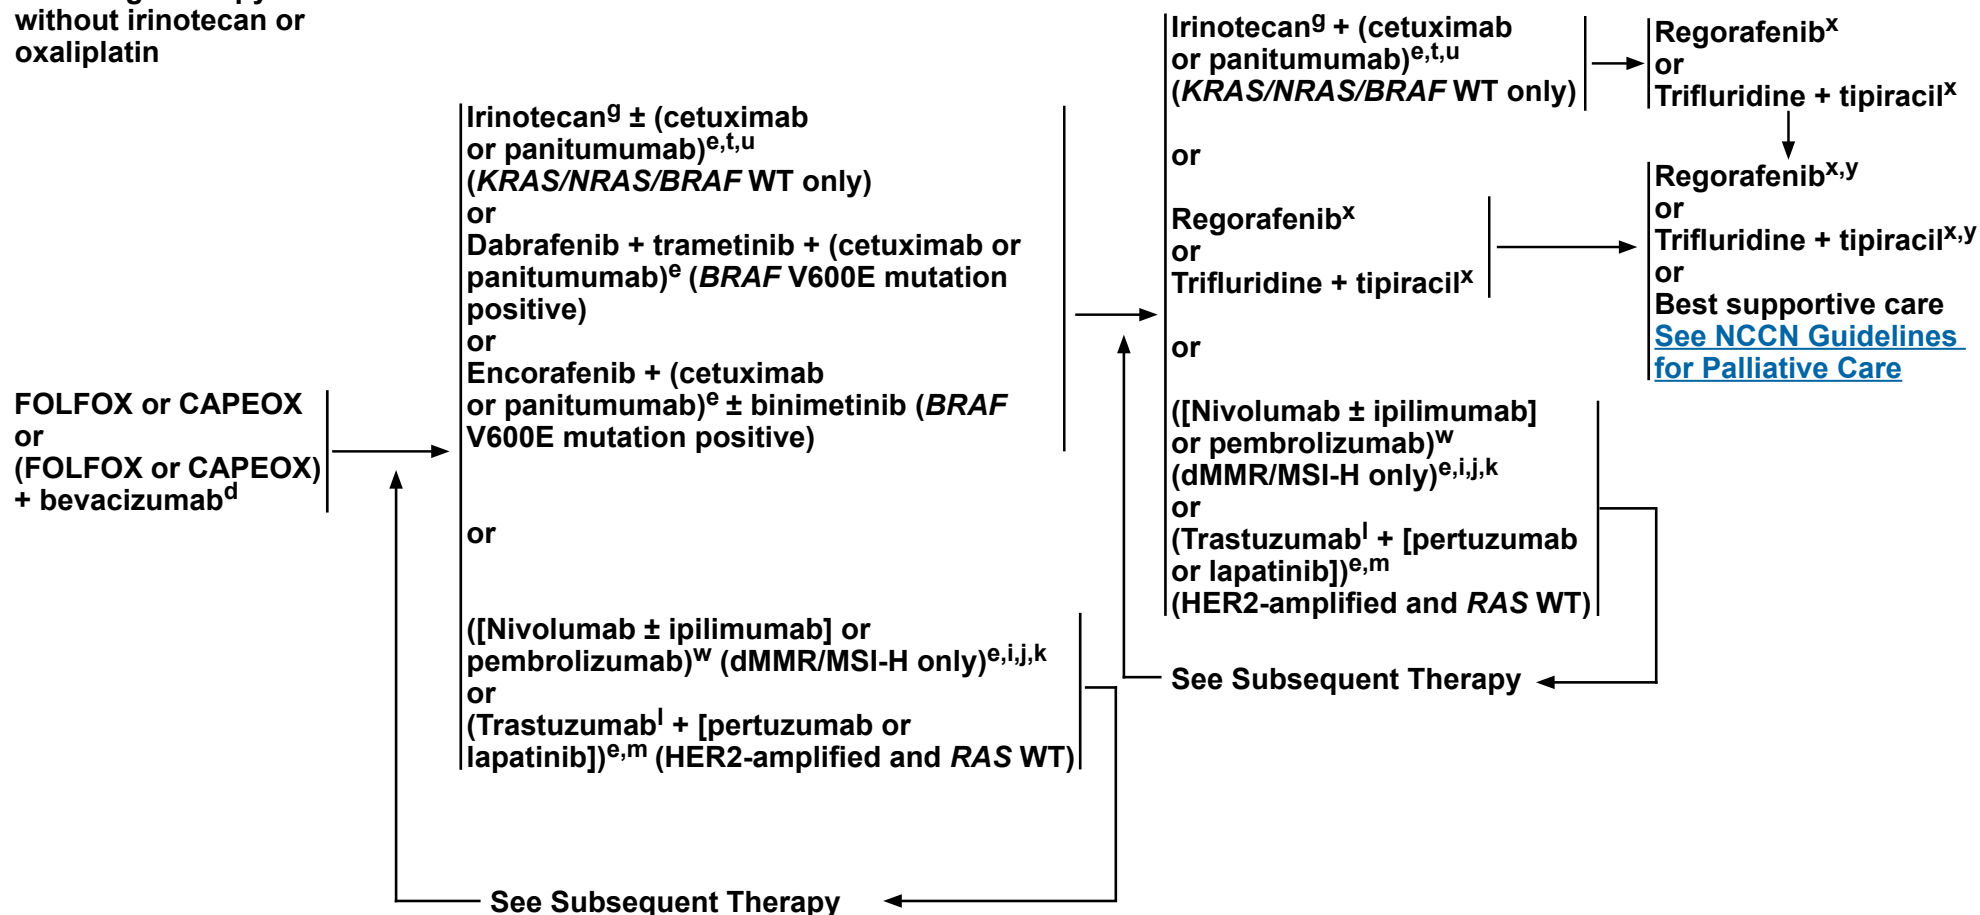 without irinotecan or
oxaliplatin
FOLFOX or CAPEOX
or
(FOLFOX or CAPEOX)
+ bevacizumabᵈ
Irinotecanᵍ ± (cetuximab
or panitumumab)ᵉ,ᵗ,ᵘ
(KRAS/NRAS/BRAF WT only)
or
Dabrafenib + trametinib + (cetuximab or
panitumumab)ᵉ (BRAF V600E mutation
positive)
or
Encorafenib + (cetuximab
or panitumumab)ᵉ ± binimetinib (BRAF
V600E mutation positive)
or
([Nivolumab ± ipilimumab] or
pembrolizumab)ʷ (dMMR/MSI-H only)ᵉ,ⁱ,ʲ,ᵏ
or
(Trastuzumabˡ + [pertuzumab or
lapatinib])ᵉ,ᵐ (HER2-amplified and RAS WT)
See Subsequent Therapy
Irinotecanᵍ + (cetuximab
or panitumumab)ᵉ,ᵗ,ᵘ
(KRAS/NRAS/BRAF WT only)
or
Regorafenibˣ
or
Trifluridine + tipiracilˣ
or
([Nivolumab ± ipilimumab]
or pembrolizumab)ʷ
(dMMR/MSI-H only)ᵉ,ⁱ,ʲ,ᵏ
or
(Trastuzumabˡ + [pertuzumab
or lapatinib])ᵉ,ᵐ
(HER2-amplified and RAS WT)
See Subsequent Therapy
Regorafenibˣ
or
Trifluridine + tipiracilˣ
Regorafenibˣ,ʸ
or
Trifluridine + tipiracilˣ,ʸ
or
Best supportive care
See NCCN Guidelines
for Palliative Care